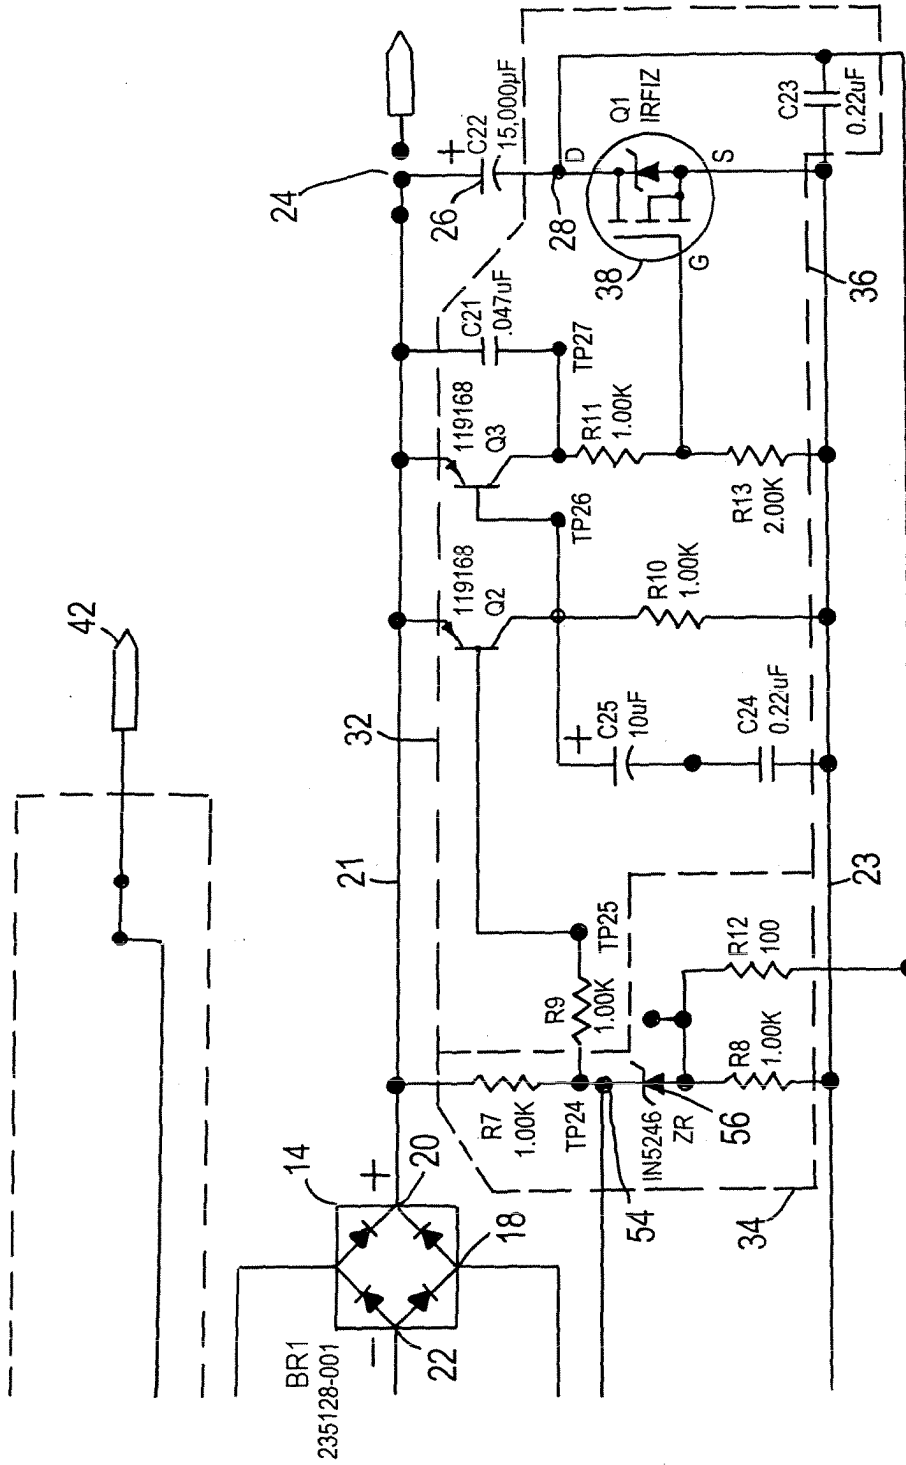 BR1
235128-001
14
+
20
18
22
−
21
23
42
24
32
34
36
R7
1.00K
TP24
54
IN5246
ZR
56
R8
1.00K
R12
100
R9
1.00K
TP25
119168
Q2
+
C25
10uF
C24
0.22uF
R10
1.00K
TP26
119168
Q3
C21
.047uF
TP27
R11
1.00K
R13
2.00K
+
C22
15,000µF
26
28
D
Q1
IRFIZ
38
G
S
C23
0.22uF